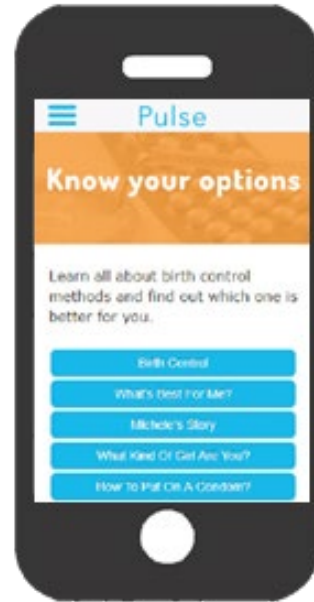 Pulse
Know your options
Learn all about birth control
methods and find out which one is
better for you.
Birth Control
What's Best For Me?
Michele's Story
What Kind Of Girl Are You?
How To Put On A Condom?